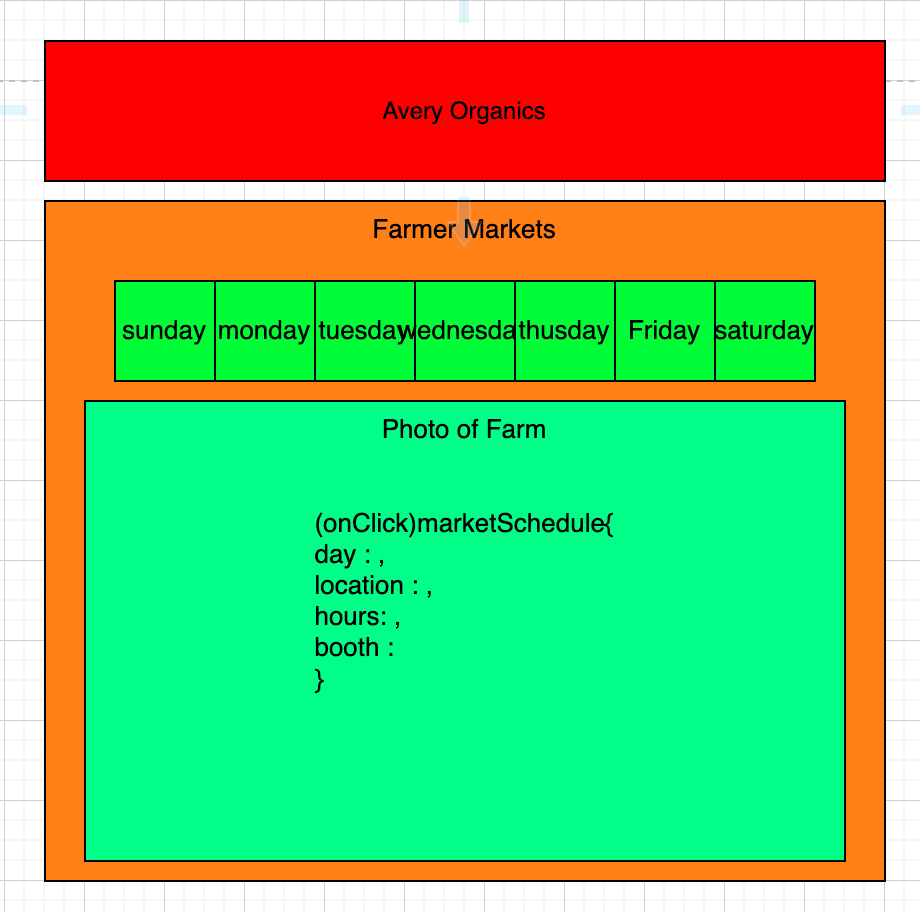 Avery Organics
Farmer Markets
sunday monday tuesday wednesday thusday Friday saturday
Photo of Farm
(onClick)marketSchedule{
day : ,
location : ,
hours: ,
booth :
}